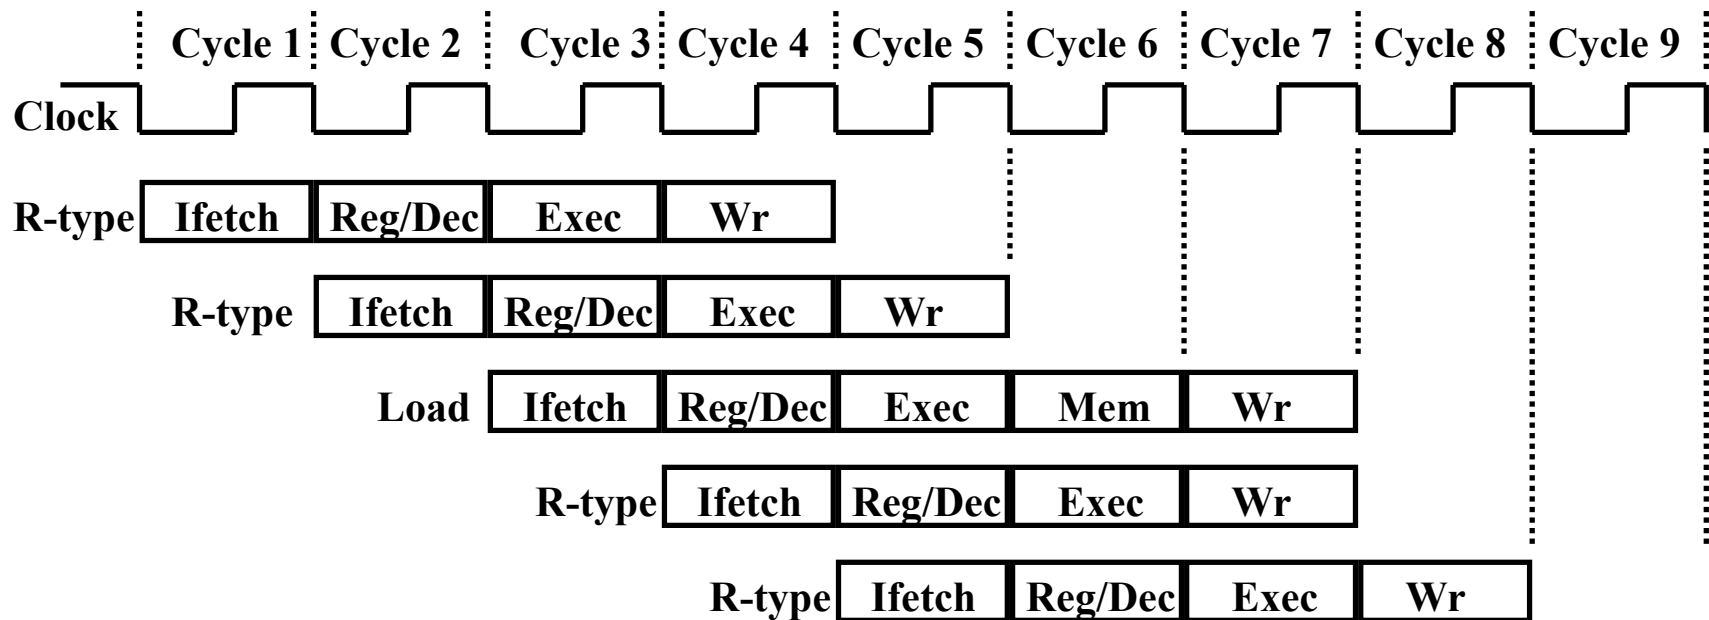 Cycle 1 Cycle 2 Cycle 3 Cycle 4 Cycle 5 Cycle 6 Cycle 7 Cycle 8 Cycle 9
Clock
R-type Ifetch Reg/Dec Exec Wr
R-type Ifetch Reg/Dec Exec Wr
Load Ifetch Reg/Dec Exec Mem Wr
R-type Ifetch Reg/Dec Exec Wr
R-type Ifetch Reg/Dec Exec Wr